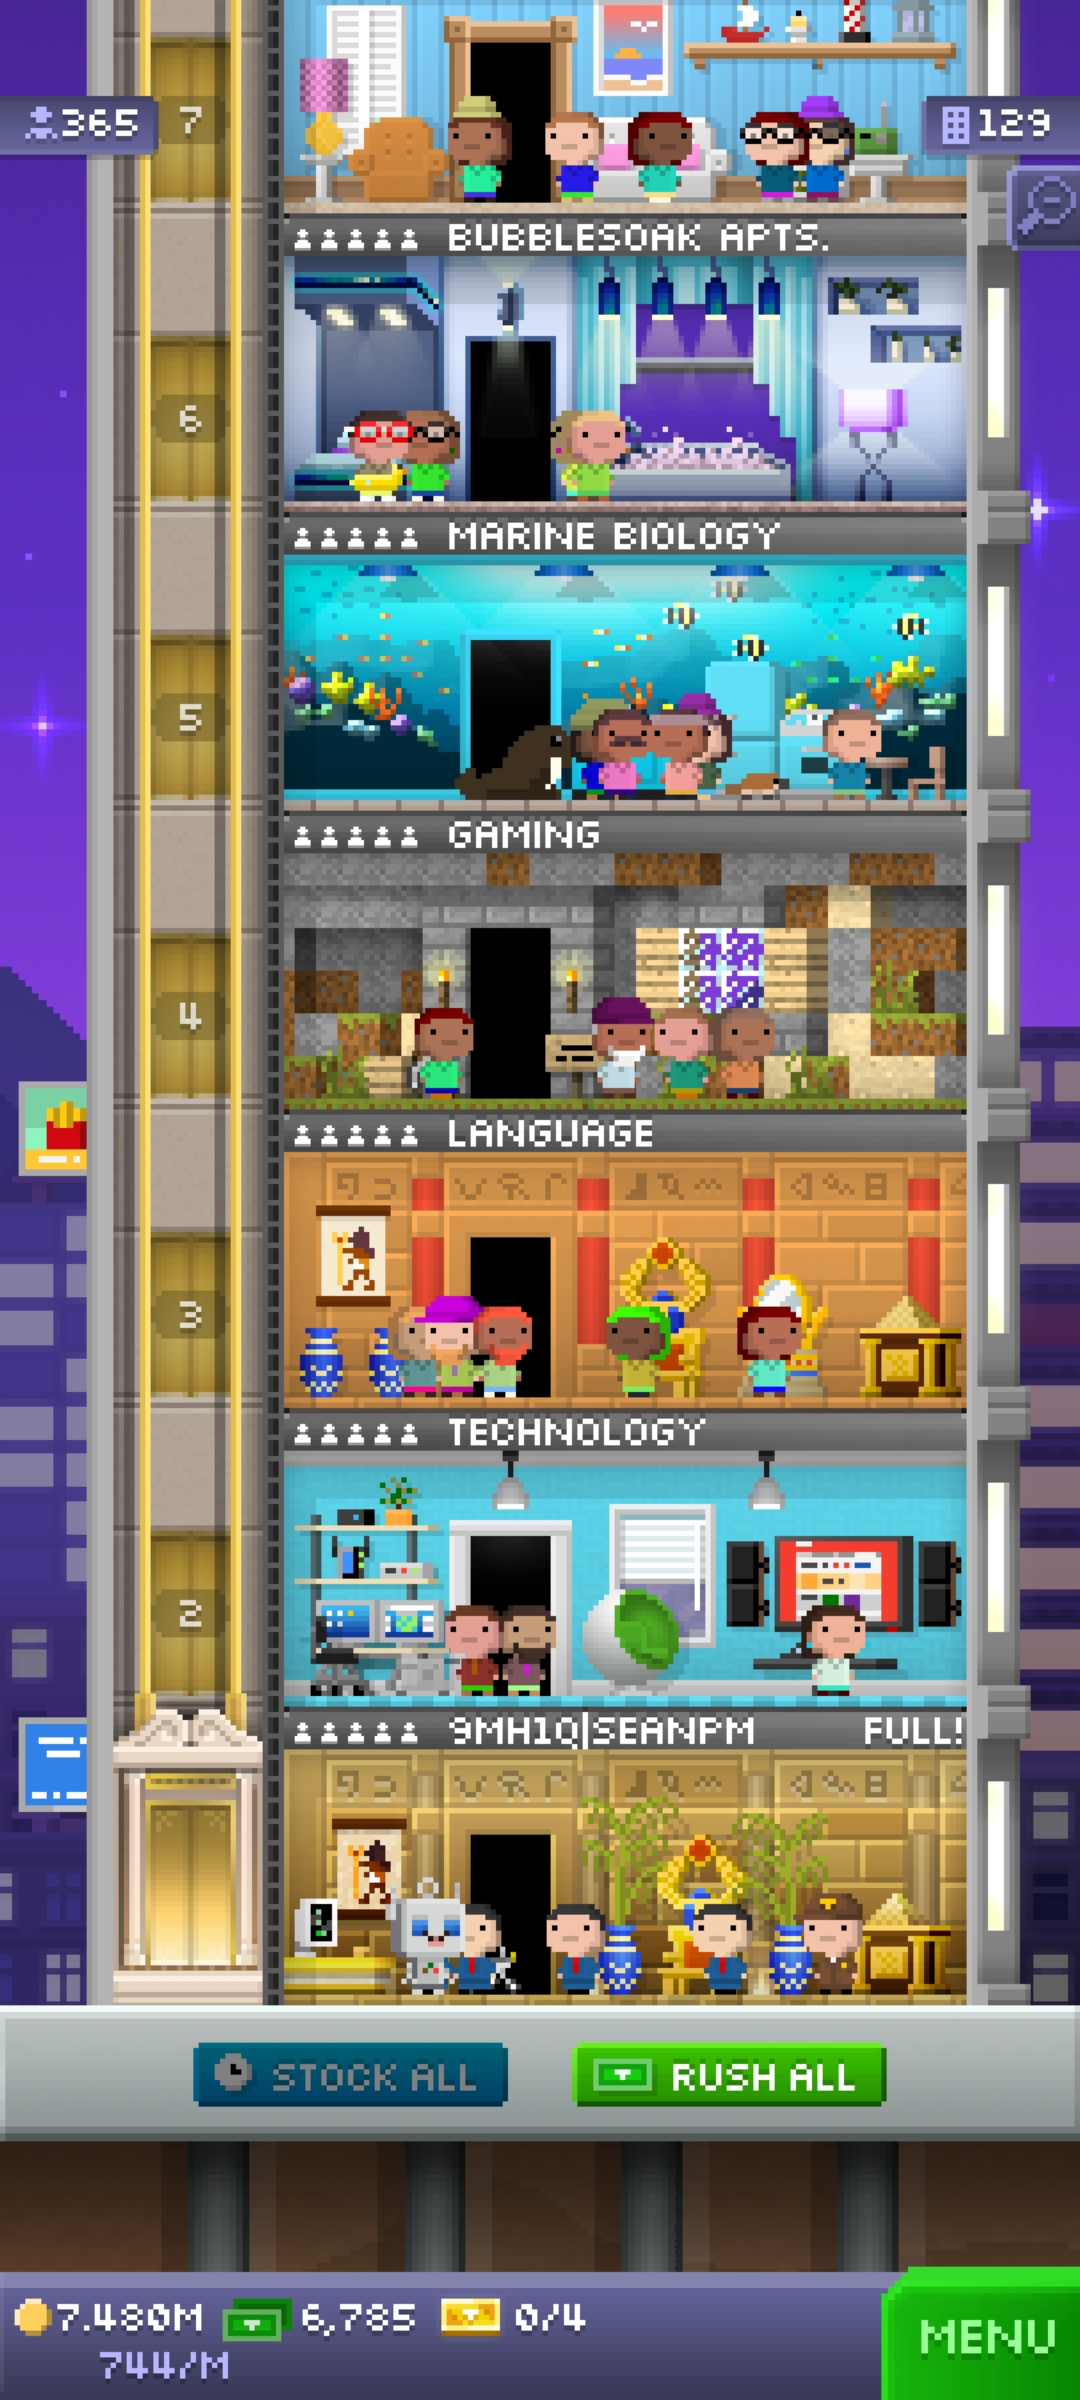 7
365
129
BUBBLESOAK APTS.
6
MARINE BIOLOGY
5
GAMING
4
LANGUAGE
3
TECHNOLOGY
2
9MH1Q|SEANPM FULL!
STOCK ALL
RUSH ALL
7.480M 6,785 0/4
744/M
MENU